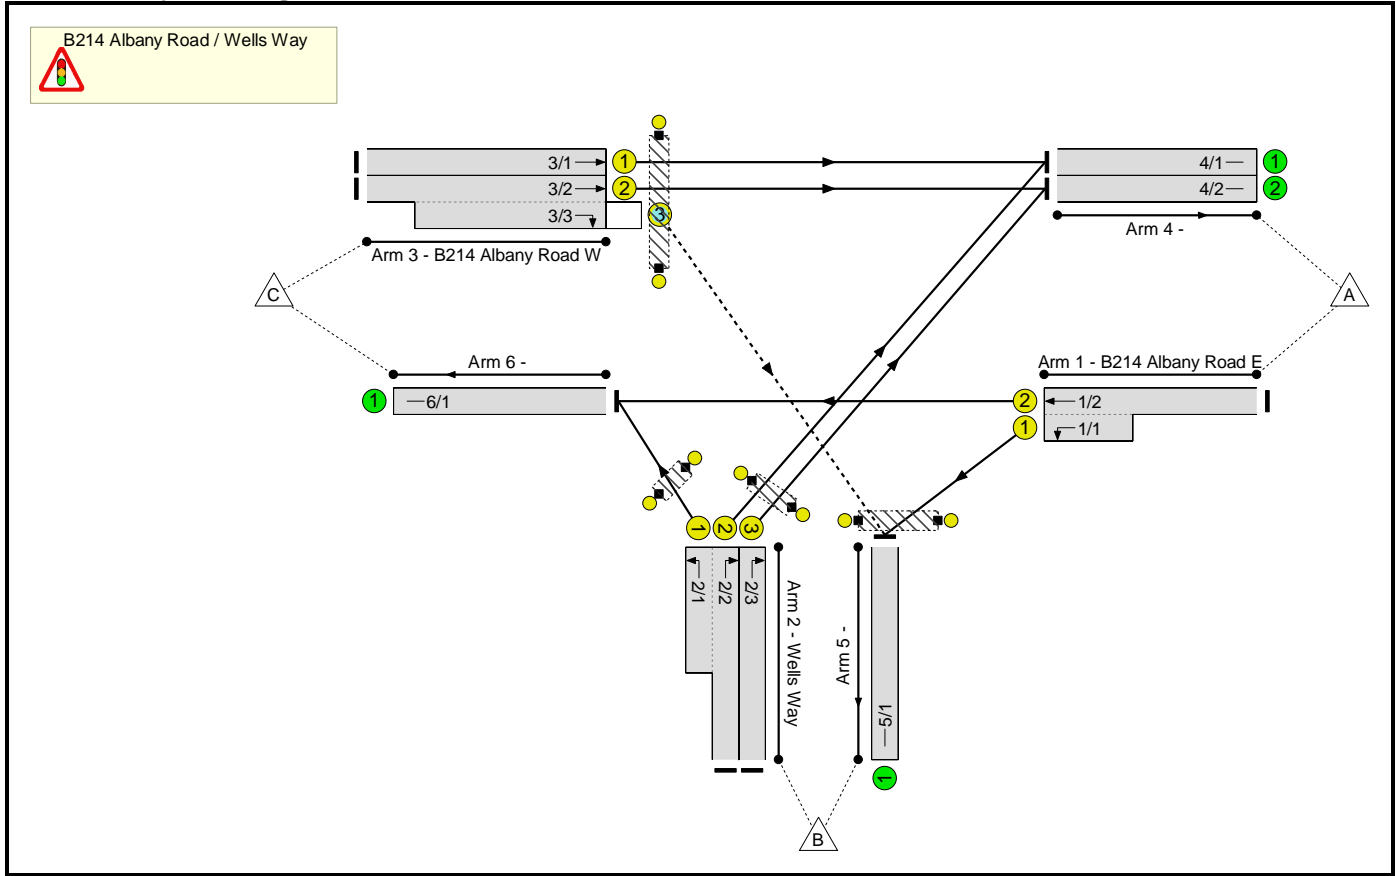 B214 Albany Road / Wells Way
3/1
1
3/2
2
3/3
3
Arm 3 - B214 Albany Road W
4/1
1
4/2
2
Arm 4 -
C
A
Arm 6 -
1
6/1
Arm 1 - B214 Albany Road E
2
1/2
1
1/1
1
2
3
2/1
2/2
2/3
Arm 2 - Wells Way
Arm 5 -
5/1
1
B